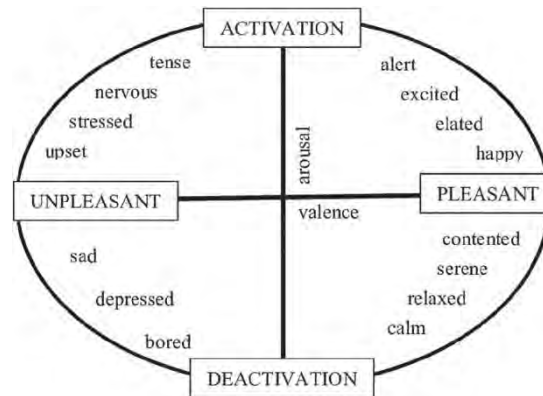 ACTIVATION
tense
alert
nervous
excited
stressed
elated
upset
happy
arousal
UNPLEASANT
PLEASANT
valence
contented
sad
serene
depressed
relaxed
calm
bored
DEACTIVATION